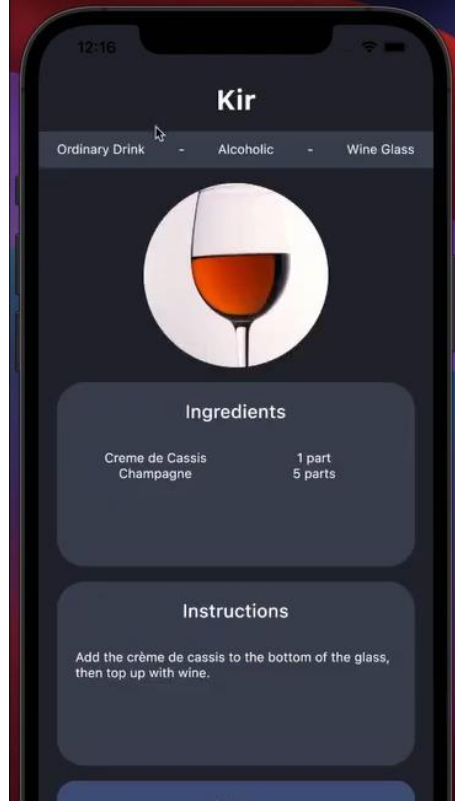 12:16
Kir
Ordinary Drink - Alcoholic - Wine Glass
Ingredients
Creme de Cassis 1 part
Champagne 5 parts
Instructions
Add the crème de cassis to the bottom of the glass,
then top up with wine.